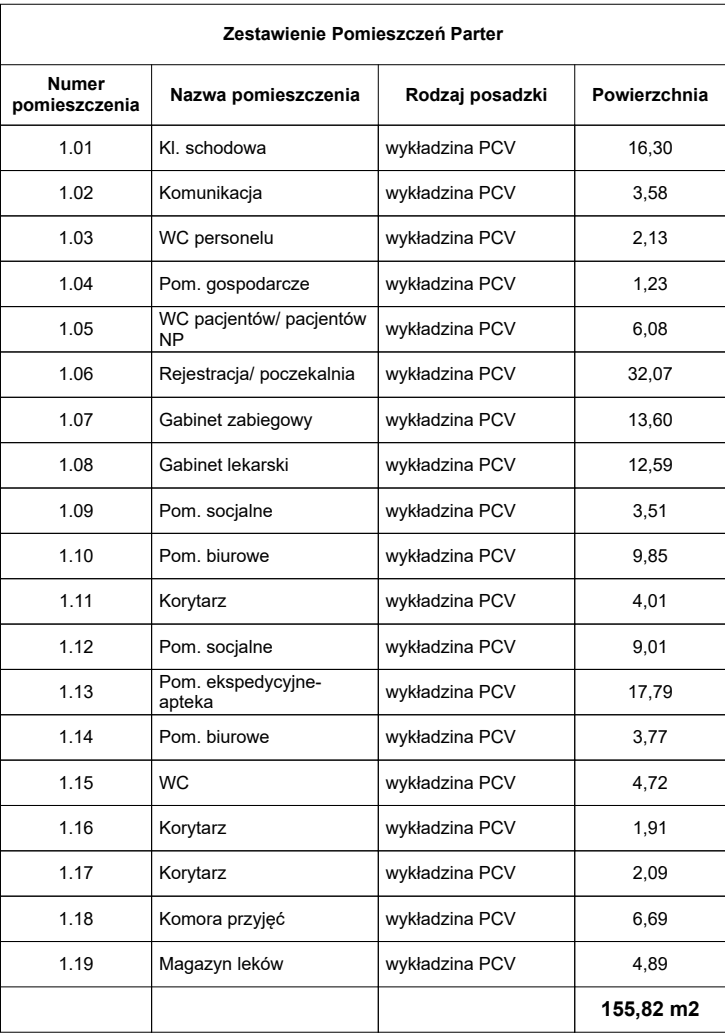 Zestawienie Pomieszczeń Parter
Numer pomieszczenia Nazwa pomieszczenia Rodzaj posadzki Powierzchnia
1.01 Kl. schodowa wykładzina PCV 16,30
1.02 Komunikacja wykładzina PCV 3,58
1.03 WC personelu wykładzina PCV 2,13
1.04 Pom. gospodarcze wykładzina PCV 1,23
1.05 WC pacjentów/ pacjentów NP wykładzina PCV 6,08
1.06 Rejestracja/ poczekalnia wykładzina PCV 32,07
1.07 Gabinet zabiegowy wykładzina PCV 13,60
1.08 Gabinet lekarski wykładzina PCV 12,59
1.09 Pom. socjalne wykładzina PCV 3,51
1.10 Pom. biurowe wykładzina PCV 9,85
1.11 Korytarz wykładzina PCV 4,01
1.12 Pom. socjalne wykładzina PCV 9,01
1.13 Pom. ekspedycyjne- apteka wykładzina PCV 17,79
1.14 Pom. biurowe wykładzina PCV 3,77
1.15 WC wykładzina PCV 4,72
1.16 Korytarz wykładzina PCV 1,91
1.17 Korytarz wykładzina PCV 2,09
1.18 Komora przyjęć wykładzina PCV 6,69
1.19 Magazyn leków wykładzina PCV 4,89
155,82 m2